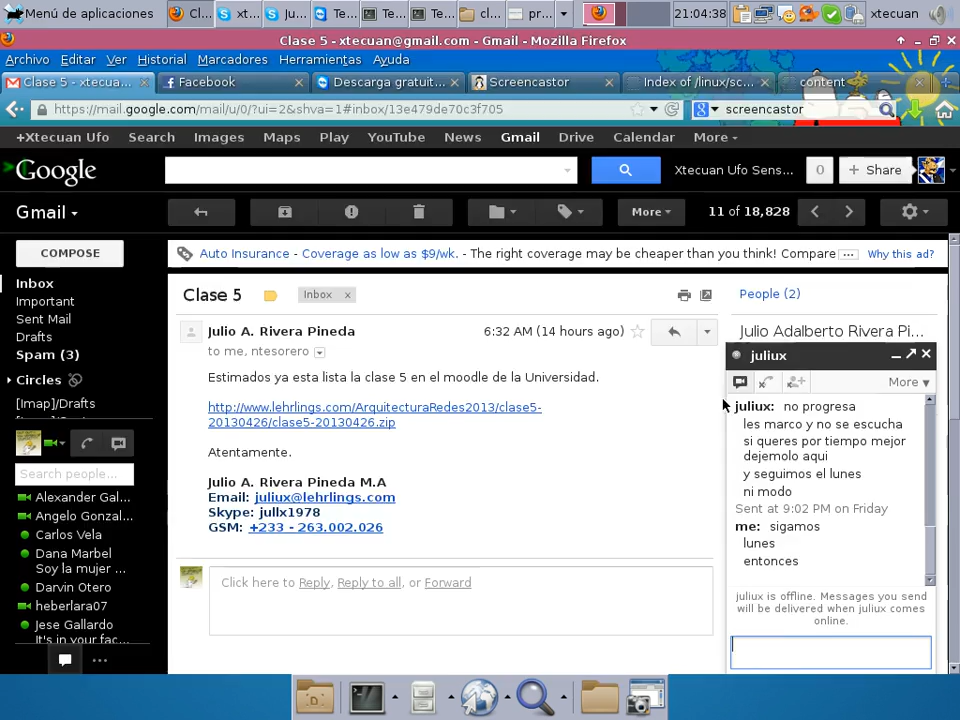 Menú de aplicaciones Cl... xt... Ju... Te... Te... Te... cl... pr... 21:04:38 xtecuan
Clase 5 - xtecuan@gmail.com - Gmail - Mozilla Firefox
Archivo Editar Ver Historial Marcadores Herramientas Ayuda
Clase 5 - xtecua... Facebook Descarga gratuit... Screencastor Index of /linux/sc... content
https://mail.google.com/mail/u/0/?ui=2&shva=1#inbox/13e479de70c3f705 screencastor
+Xtecuan Ufo Search Images Maps Play YouTube News Gmail Drive Calendar More
Google Xtecuan Ufo Sens... 0 + Share
Gmail More 11 of 18,828
COMPOSE
Auto Insurance - Coverage as low as $9/wk. - The right coverage may be cheaper than you think! Compare ... Why this ad?
Inbox
Important
Sent Mail
Drafts
Spam (3)
Circles
[Imap]/Drafts
Search people...
Alexander Gal...
Angelo Gonzal...
Carlos Vela
Dana Marbel
Soy la mujer ...
Darvin Otero
heberlara07
Jese Gallardo
It's in your fac...
Clase 5 Inbox x
People (2)
Julio A. Rivera Pineda 6:32 AM (14 hours ago)
to me, ntesorero
Julio Adalberto Rivera Pi...
Estimados ya esta lista la clase 5 en el moodle de la Universidad.
http://www.lehrlings.com/ArquitecturaRedes2013/clase5-
20130426/clase5-20130426.zip
Atentamente.
Julio A. Rivera Pineda M.A
Email: juliux@lehrlings.com
Skype: jullx1978
GSM: +233 - 263.002.026
Click here to Reply, Reply to all, or Forward
juliux
More
juliux: no progresa
les marco y no se escucha
si queres por tiempo mejor
dejemolo aqui
y seguimos el lunes
ni modo
Sent at 9:02 PM on Friday
me: sigamos
lunes
entonces
juliux is offline. Messages you send
will be delivered when juliux comes
online.